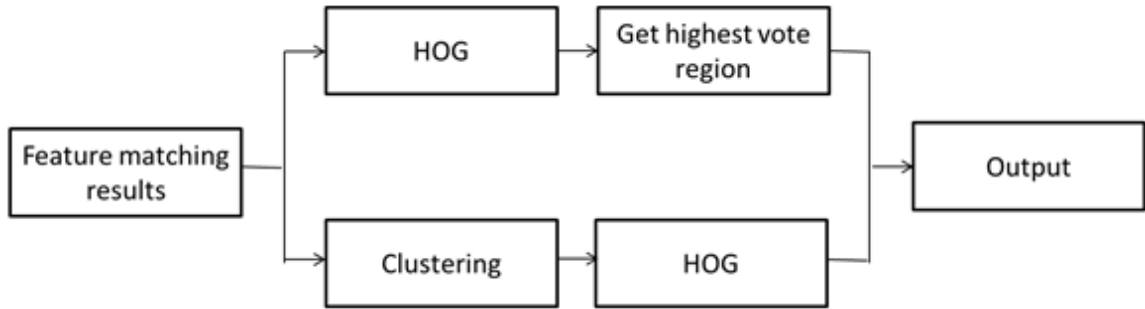 HOG
Get highest vote
region
Feature matching
results
Output
Clustering
HOG